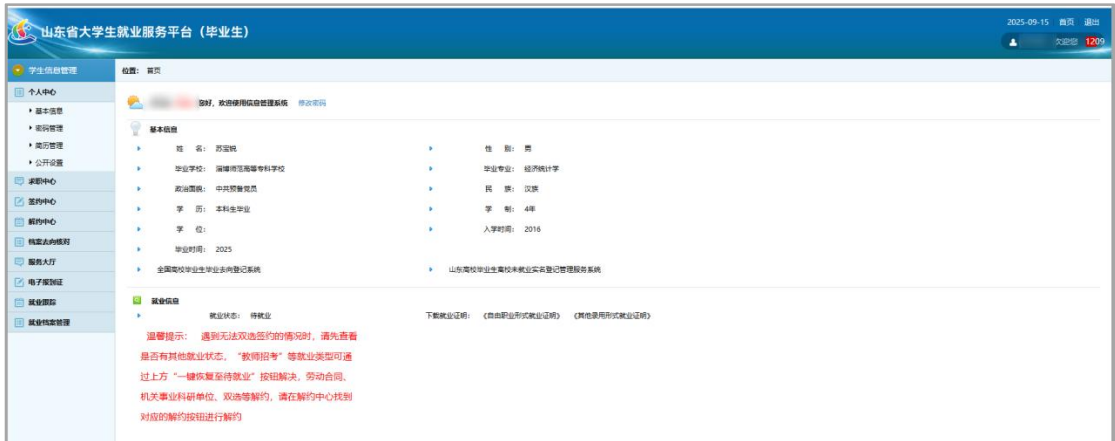 山东省大学生就业服务平台（毕业生）
2025-09-15 首页 退出
欢迎您 1209
学生信息管理
位置： 首页
个人中心
基本信息
密码管理
简历管理
公开设置
求职中心
签约中心
解约中心
档案去向核对
服务大厅
电子报到证
就业跟踪
就业档案管理
您好，欢迎使用信息管理系统 修改密码
基本信息
姓 名： 苏宝锐 性 别： 男
毕业学校： 淄博师范高等专科学校 毕业专业： 经济统计学
政治面貌： 中共预备党员 民 族： 汉族
学 历： 本科生毕业 学 制： 4年
学 位： 入学时间： 2016
毕业时间： 2025
全国高校毕业生毕业去向登记系统 山东高校毕业生离校未就业实名登记管理服务系统
就业信息
就业状态： 待就业 下载就业证明： 《自由职业形式就业证明》 《其他录用形式就业证明》
温馨提示： 遇到无法双选签约的情况时，请先查看
是否有其他就业状态，“教师招考”等就业类型可通
过上方“一键恢复至待就业”按钮解决，劳动合同、
机关事业科研单位、双选等解约，请在解约中心找到
对应的解约按钮进行解约